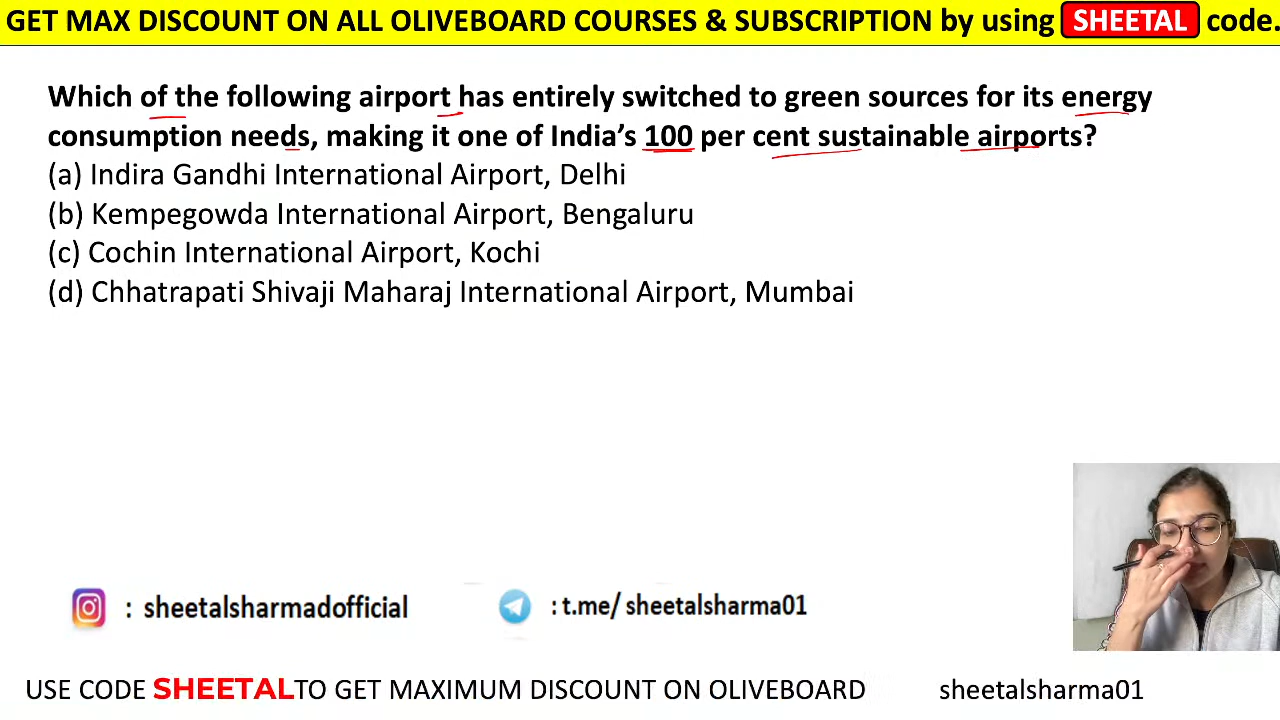 GET MAX DISCOUNT ON ALL OLIVEBOARD COURSES & SUBSCRIPTION by using SHEETAL code.
Which of the following airport has entirely switched to green sources for its energy
consumption needs, making it one of India’s 100 per cent sustainable airports?
(a) Indira Gandhi International Airport, Delhi
(b) Kempegowda International Airport, Bengaluru
(c) Cochin International Airport, Kochi
(d) Chhatrapati Shivaji Maharaj International Airport, Mumbai
: sheetalsharmadofficial
: t.me/ sheetalsharma01
USE CODE SHEETALTO GET MAXIMUM DISCOUNT ON OLIVEBOARD
sheetalsharma01